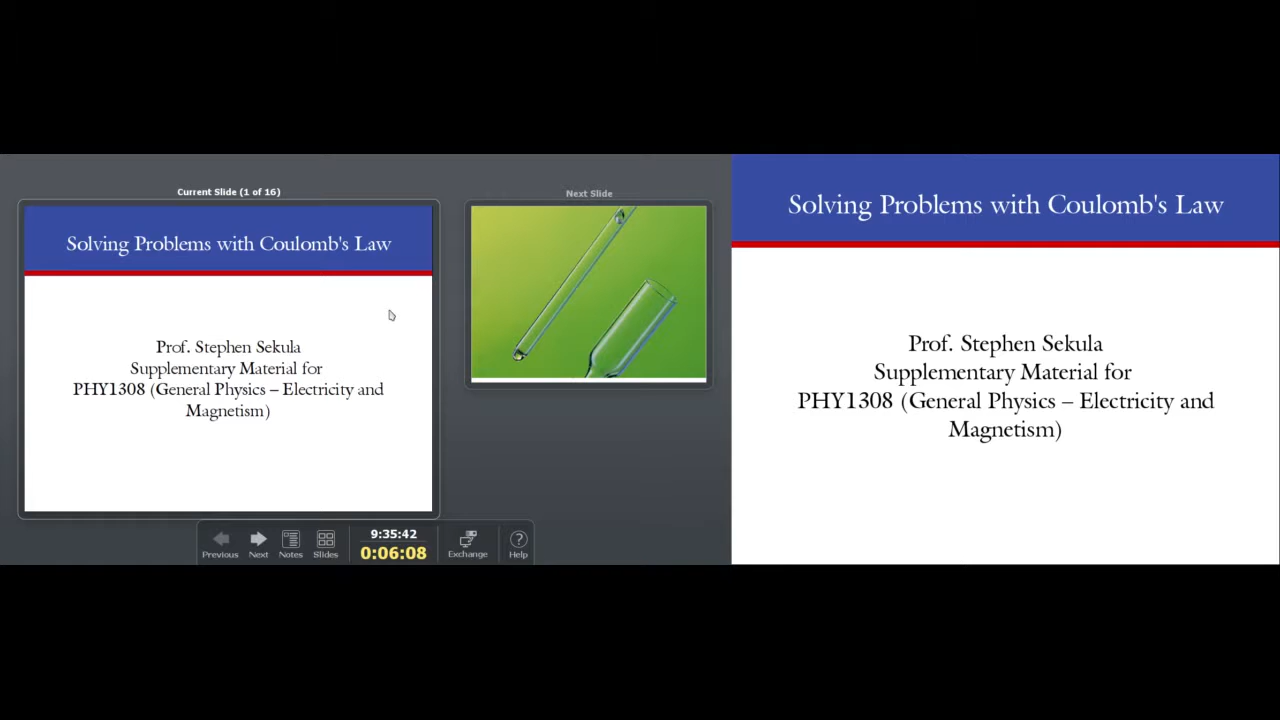 Current Slide (1 of 16)
Solving Problems with Coulomb's Law
Prof. Stephen Sekula
Supplementary Material for
PHY1308 (General Physics – Electricity and
Magnetism)
Next Slide
Previous
Next
Notes
Slides
9:35:42
0:06:08
Exchange
?
Help
Solving Problems with Coulomb's Law
Prof. Stephen Sekula
Supplementary Material for
PHY1308 (General Physics – Electricity and
Magnetism)